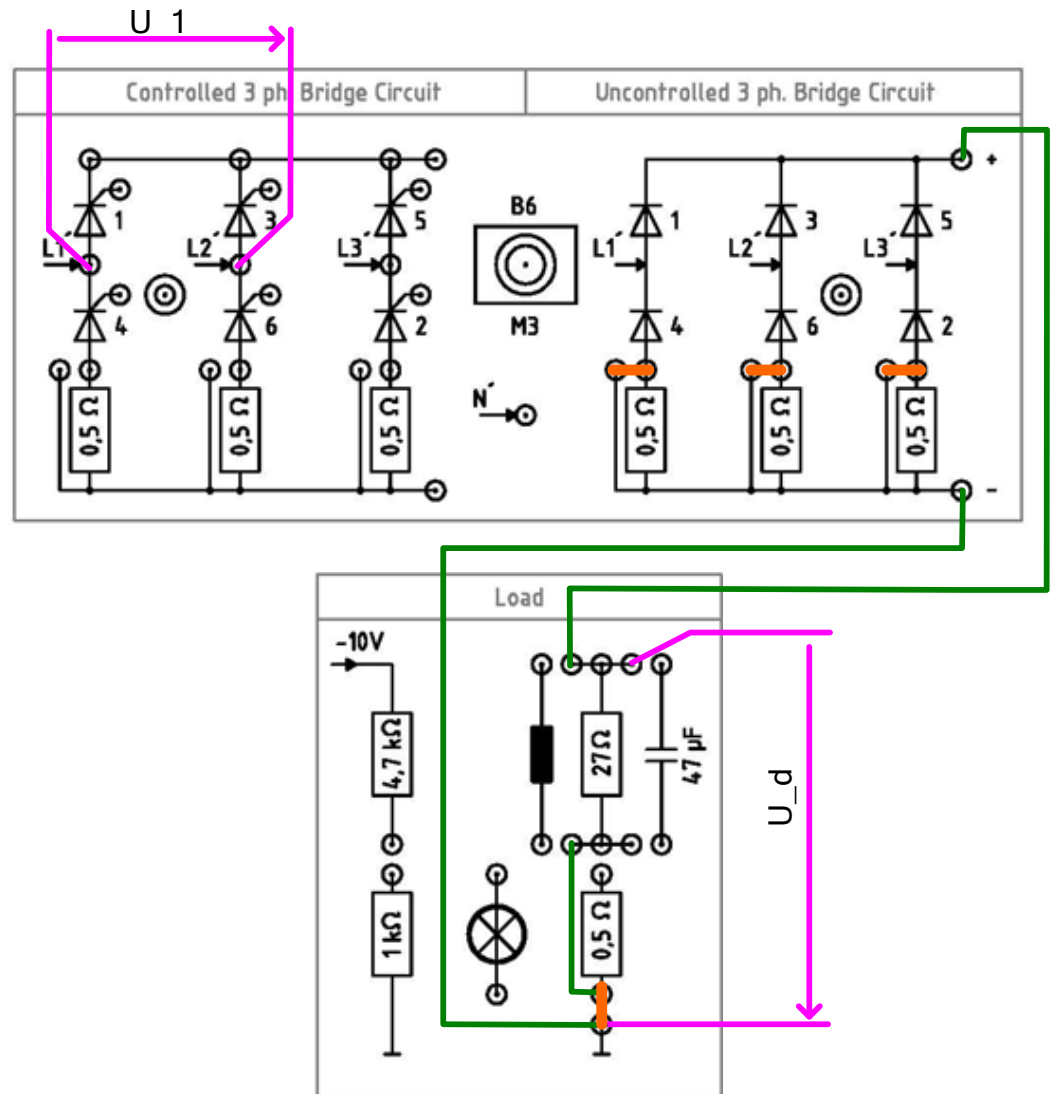 U_1
Controlled 3 ph. Bridge Circuit
Uncontrolled 3 ph. Bridge Circuit
+
1
3
5
B6
1
3
5
L1´
L2´
L3´
L1´
L2´
L3´
4
6
2
M3
4
6
2
N´
0,5 Ω
0,5 Ω
0,5 Ω
0,5 Ω
0,5 Ω
0,5 Ω
-
Load
-10V
4,7 kΩ
27Ω
47 µF
U_d
1 kΩ
0,5 Ω